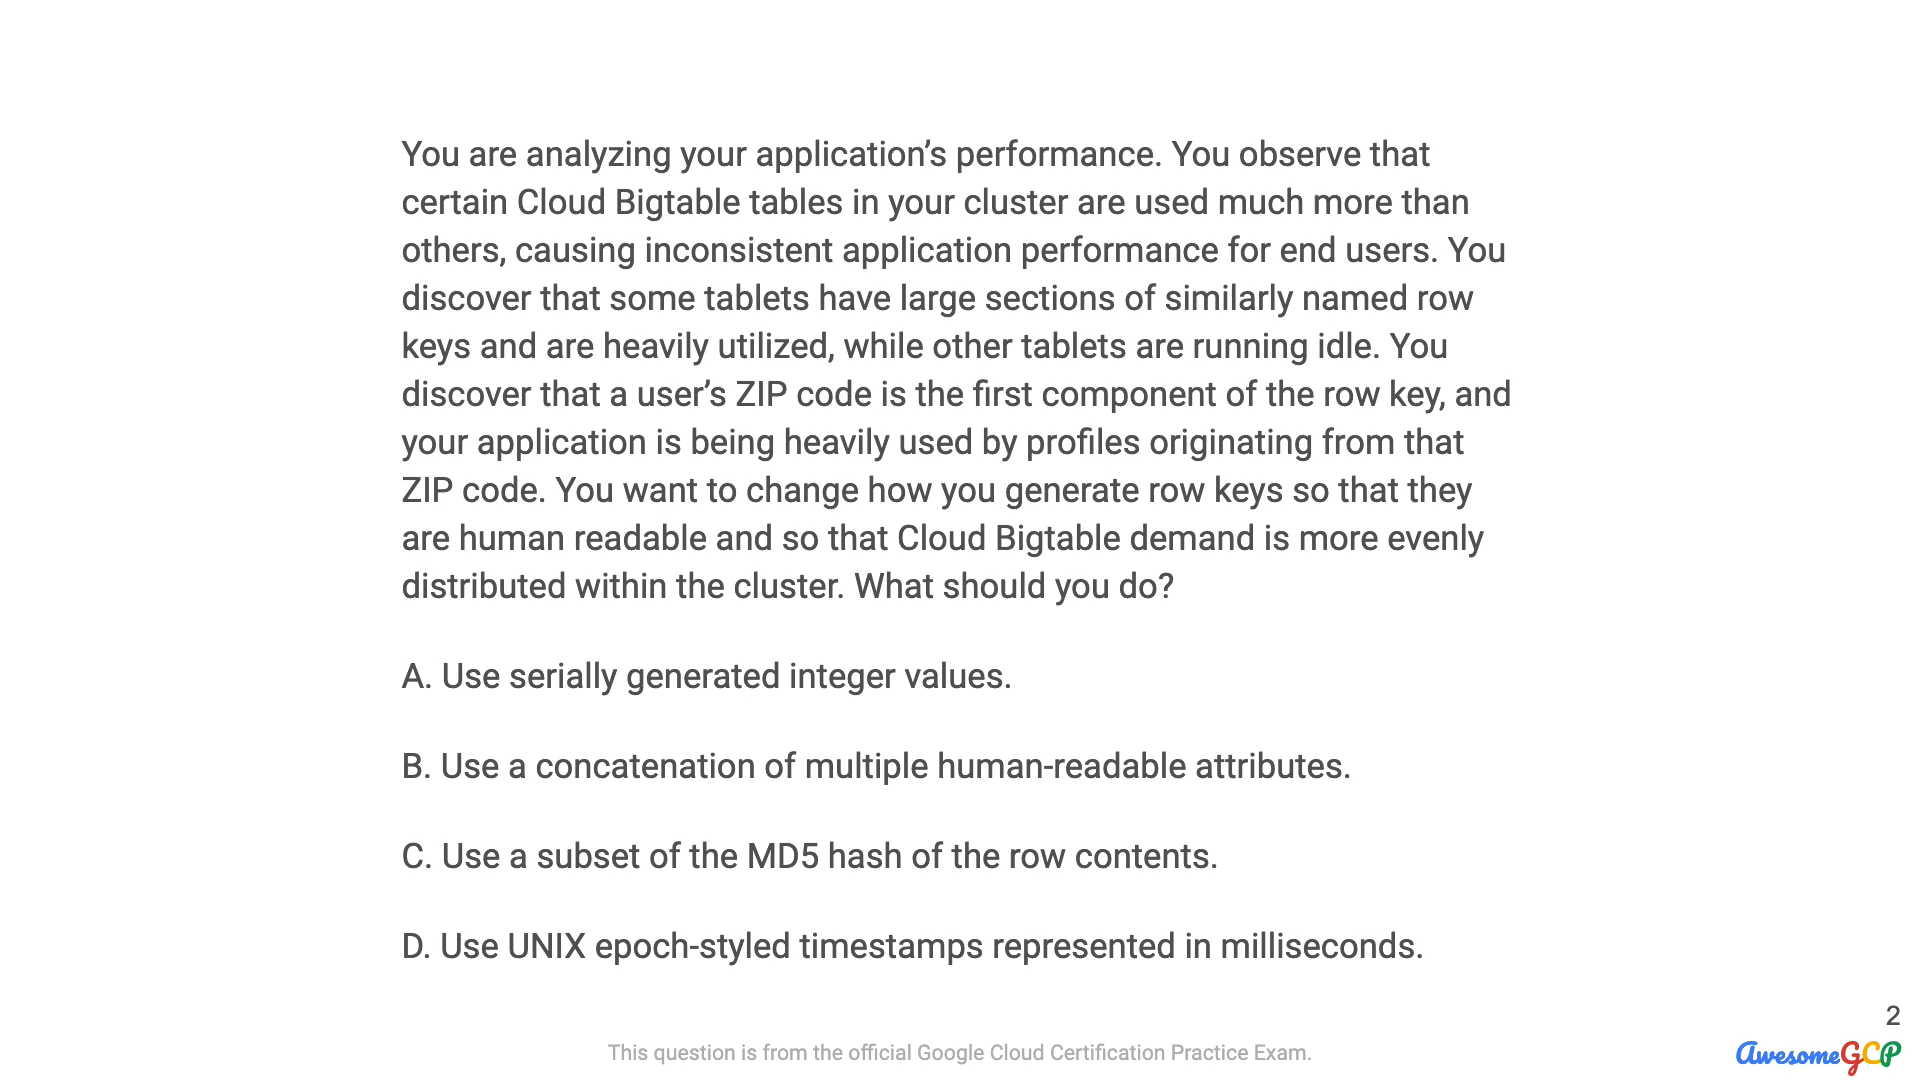 You are analyzing your application’s performance. You observe that
certain Cloud Bigtable tables in your cluster are used much more than
others, causing inconsistent application performance for end users. You
discover that some tablets have large sections of similarly named row
keys and are heavily utilized, while other tablets are running idle. You
discover that a user’s ZIP code is the first component of the row key, and
your application is being heavily used by profiles originating from that
ZIP code. You want to change how you generate row keys so that they
are human readable and so that Cloud Bigtable demand is more evenly
distributed within the cluster. What should you do?
A. Use serially generated integer values.
B. Use a concatenation of multiple human-readable attributes.
C. Use a subset of the MD5 hash of the row contents.
D. Use UNIX epoch-styled timestamps represented in milliseconds.
2
This question is from the official Google Cloud Certification Practice Exam.
AwesomeGCP